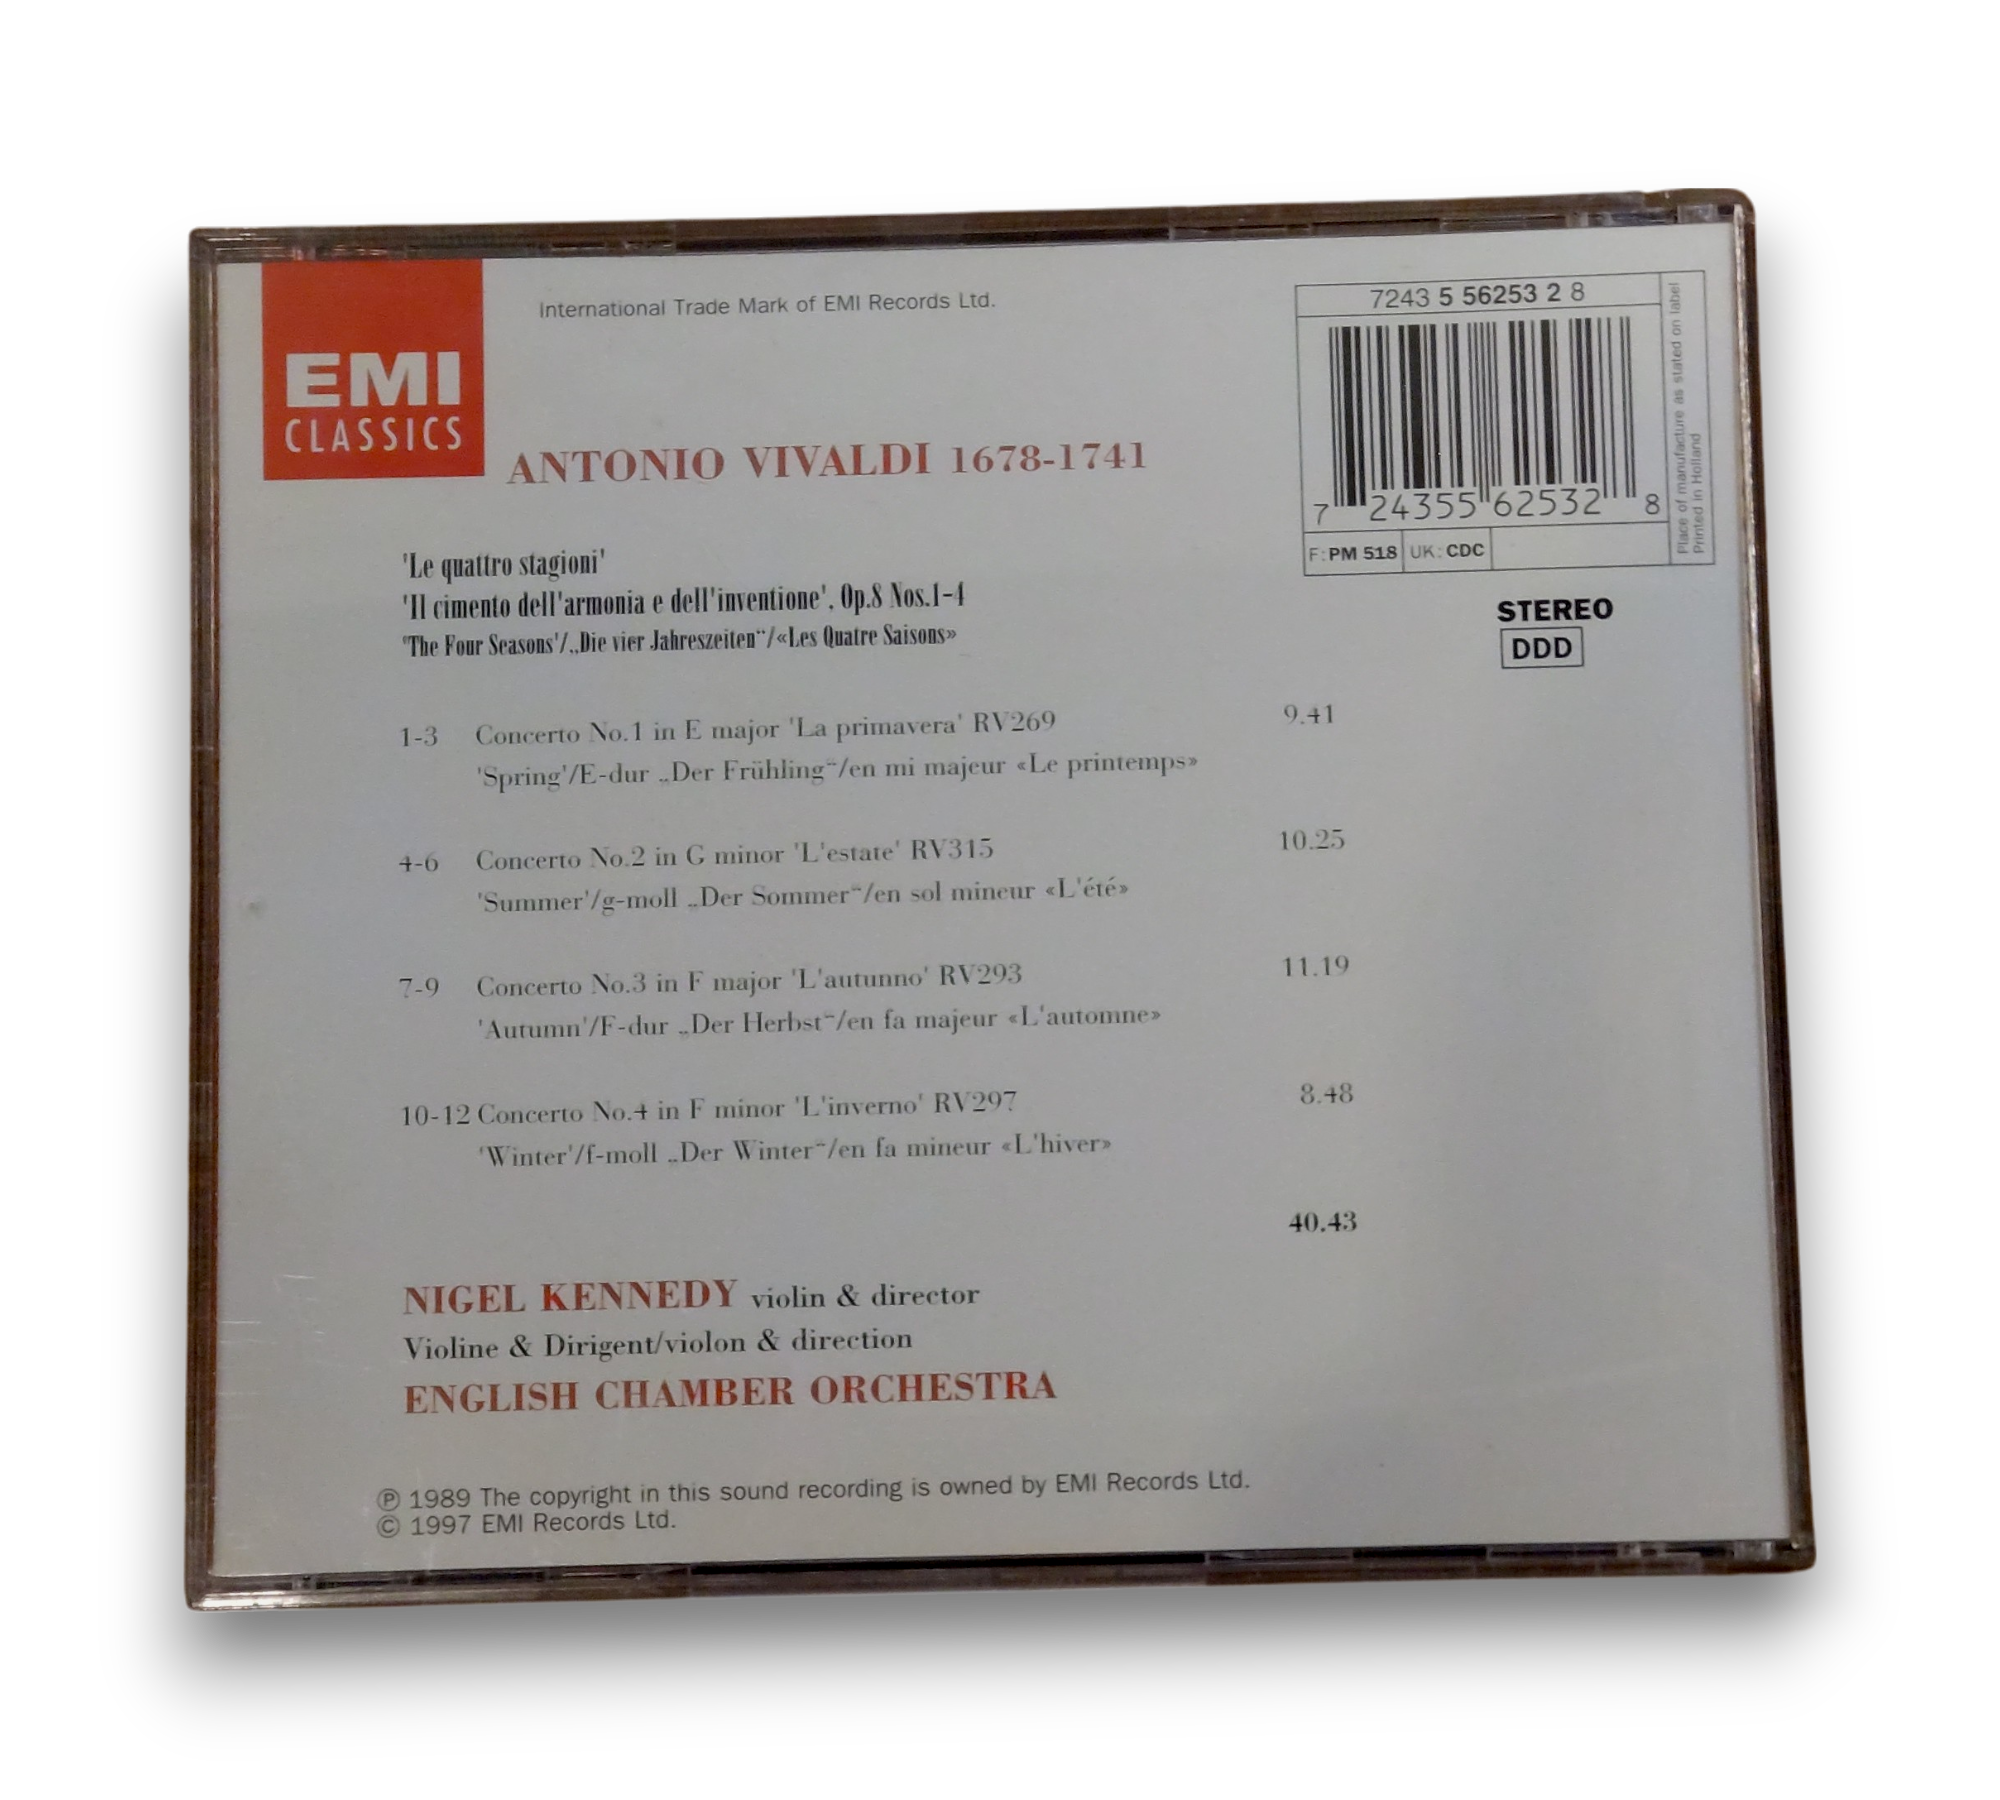 EMI
CLASSICS
International Trade Mark of EMI Records Ltd.
7243 5 56253 2 8
7 24355 62532 8
F: PM 518 UK: CDC
Place of manufacture as stated on label
Printed in Holland
ANTONIO VIVALDI 1678-1741
STEREO
DDD
'Le quattro stagioni'
'Il cimento dell'armonia e dell'inventione', Op.8 Nos.1-4
'The Four Seasons'/„Die vier Jahreszeiten“/«Les Quatre Saisons»
1-3 Concerto No.1 in E major 'La primavera' RV269 9.41
'Spring'/E-dur „Der Frühling“/en mi majeur «Le printemps»
4-6 Concerto No.2 in G minor 'L'estate' RV315 10.25
'Summer'/g-moll „Der Sommer“/en sol mineur «L'été»
7-9 Concerto No.3 in F major 'L'autunno' RV293 11.19
'Autumn'/F-dur „Der Herbst“/en fa majeur «L'automne»
10-12 Concerto No.4 in F minor 'L'inverno' RV297 8.48
'Winter'/f-moll „Der Winter“/en fa mineur «L'hiver»
40.43
NIGEL KENNEDY violin & director
Violine & Dirigent/violon & direction
ENGLISH CHAMBER ORCHESTRA
℗ 1989 The copyright in this sound recording is owned by EMI Records Ltd.
© 1997 EMI Records Ltd.